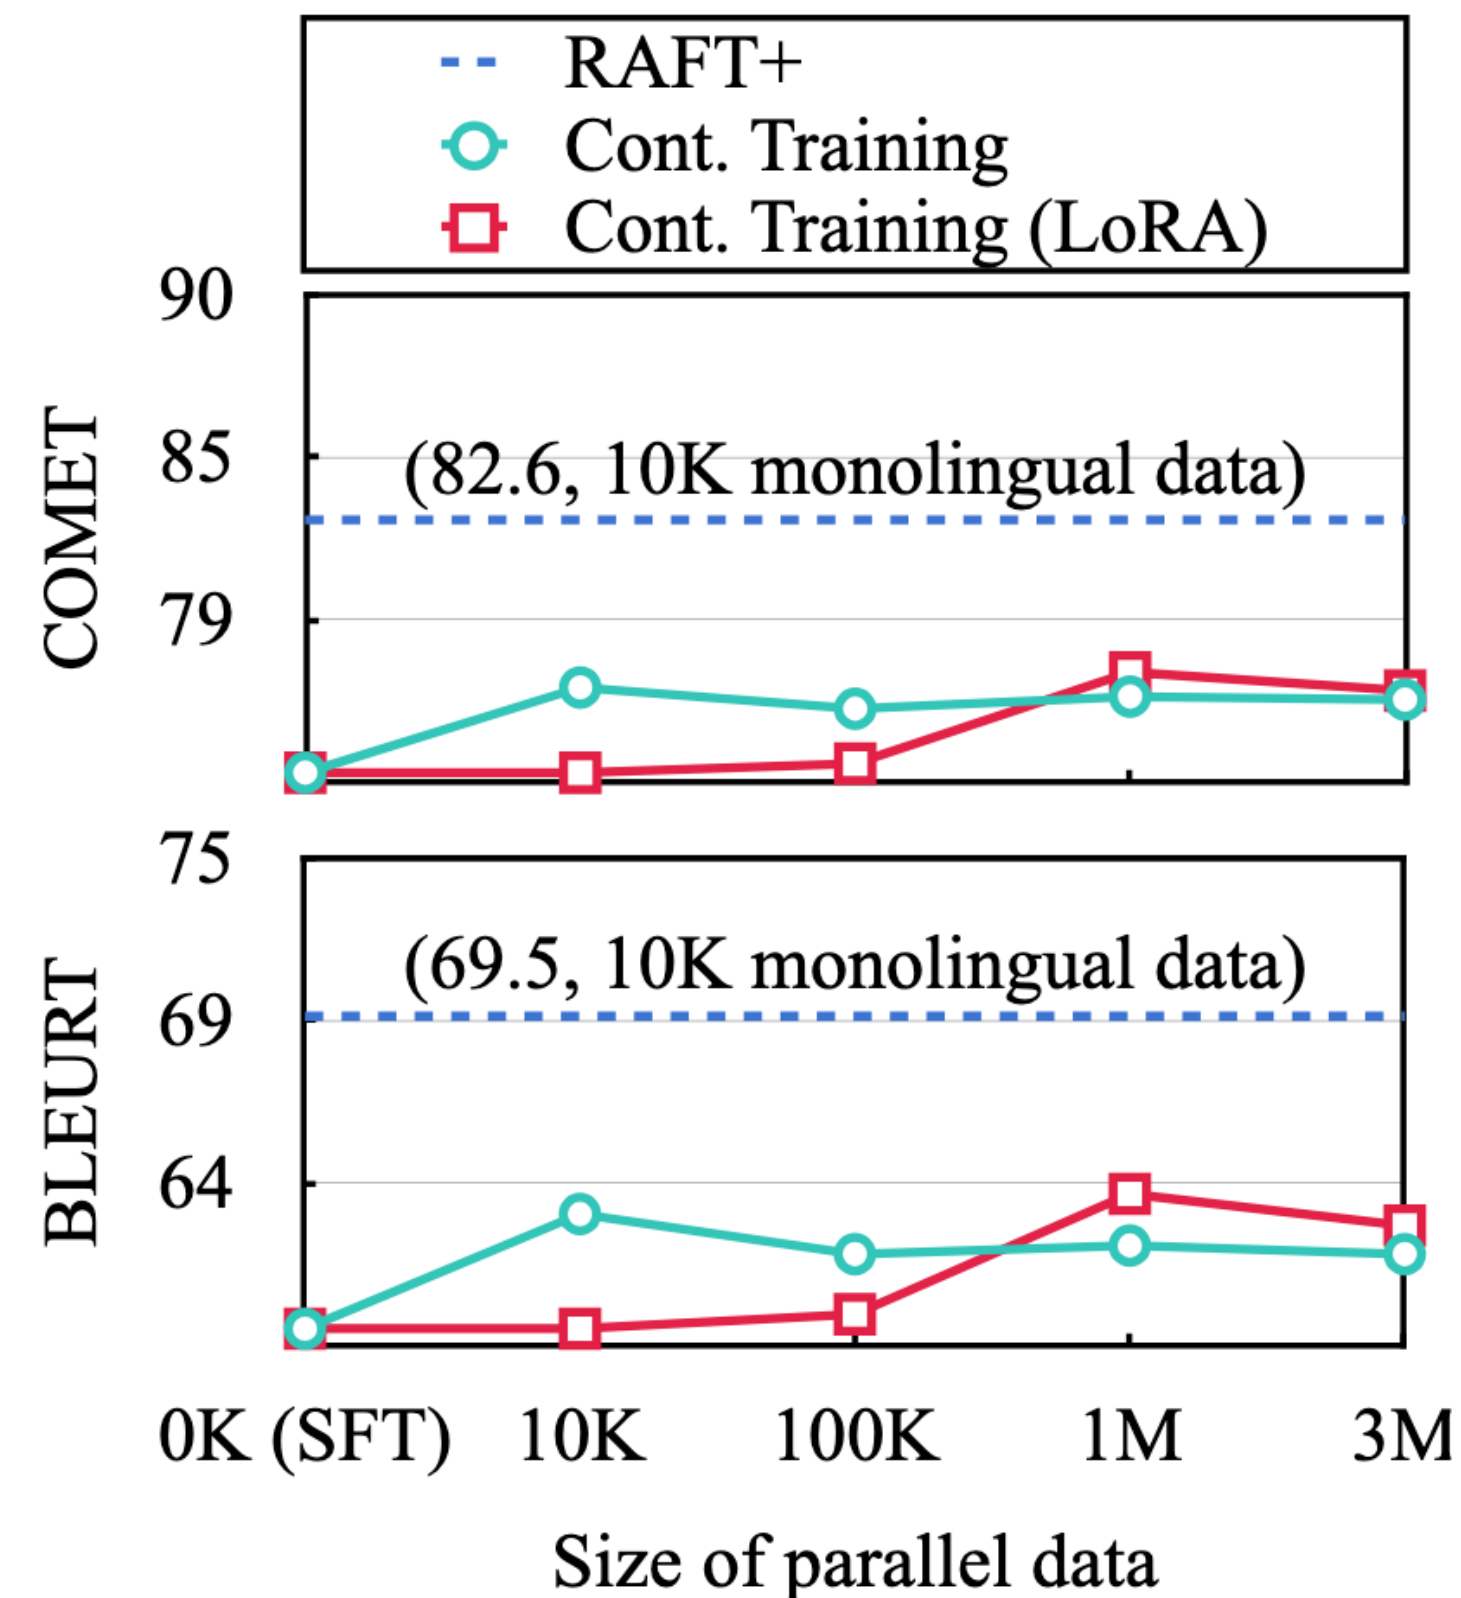 RAFT+
Cont. Training
Cont. Training (LoRA)
COMET
90
85
79
(82.6, 10K monolingual data)
BLEURT
75
69
64
(69.5, 10K monolingual data)
0K (SFT) 10K 100K 1M 3M
Size of parallel data